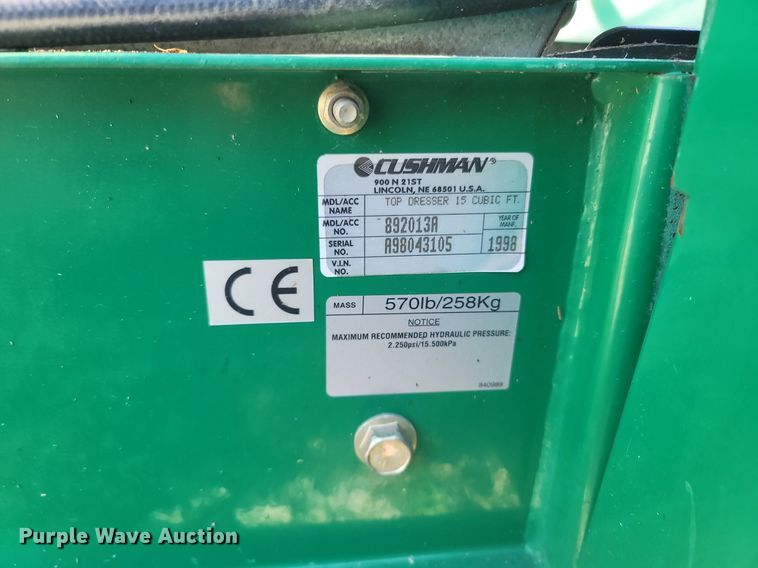 CUSHMAN®
900 N 21ST
LINCOLN, NE 68501 U.S.A.
MDL/ACC NAME TOP DRESSER 15 CUBIC FT.
MDL/ACC NO. 892013A YEAR OF MANF.
SERIAL NO. A98043105 1998
V.I.N. NO.
CE
MASS 570lb/258Kg
NOTICE
MAXIMUM RECOMMENDED HYDRAULIC PRESSURE:
2.250psi/15.500kPa
840989
Purple Wave Auction